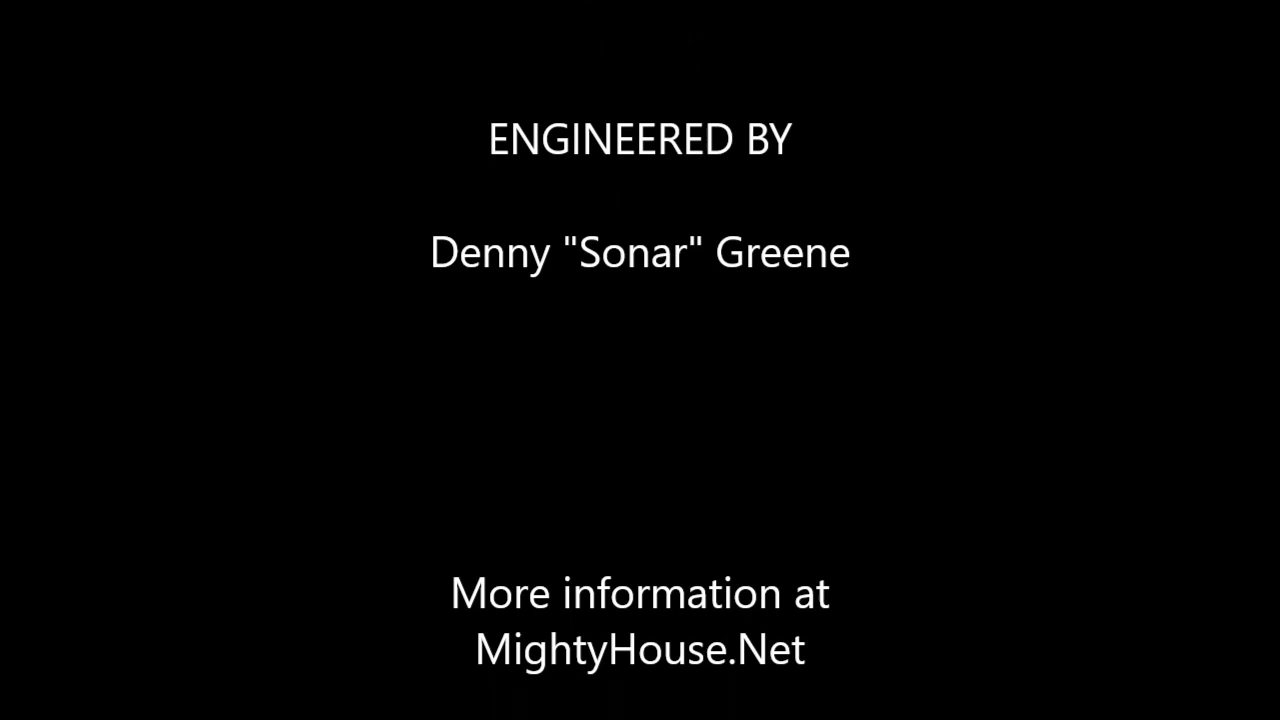 ENGINEERED BY
Denny "Sonar" Greene
More information at
MightyHouse.Net